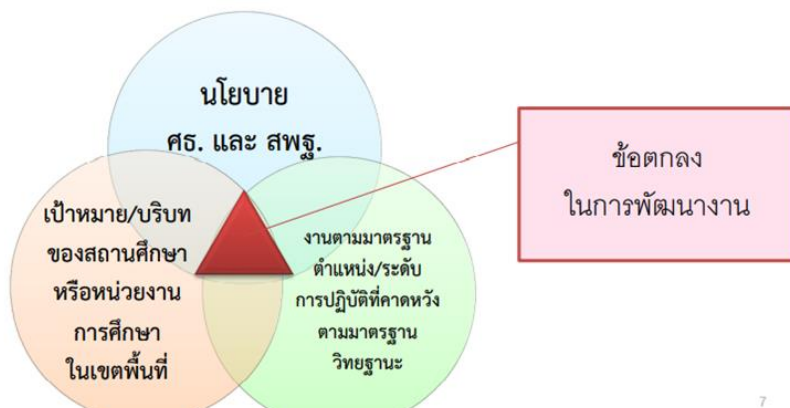 นโยบาย
ศธ. และ สพฐ.
เป้าหมาย/บริบท
ของสถานศึกษา
หรือหน่วยงาน
การศึกษา
ในเขตพื้นที่
งานตามมาตรฐาน
ตำแหน่ง/ระดับ
การปฏิบัติที่คาดหวัง
ตามมาตรฐาน
วิทยฐานะ
ข้อตกลง
ในการพัฒนางาน
7